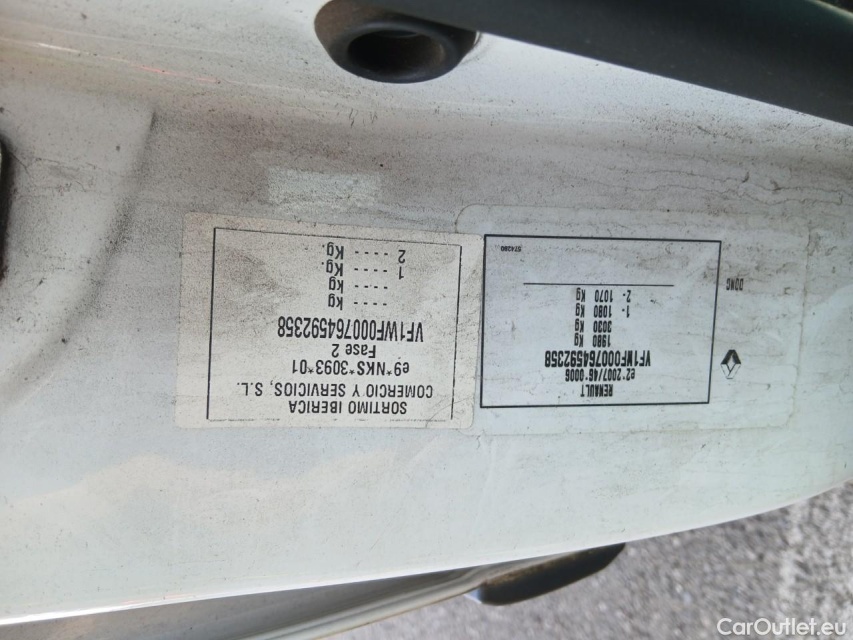 RENAULT
e2*2007/46*0006
VF1WF000764592358
1980 Kg
3030 Kg
1- 1080 Kg
2- 1070 Kg
DDNG
SORTIMO IBERICA
COMERCIO Y SERVICIOS, S.L.
e9*NKS*3093*01
Fase 2
VF1WF000764592358
- - - - Kg
- - - - Kg
1 - - - - Kg.
2 - - - - Kg.
CarOutlet.eu